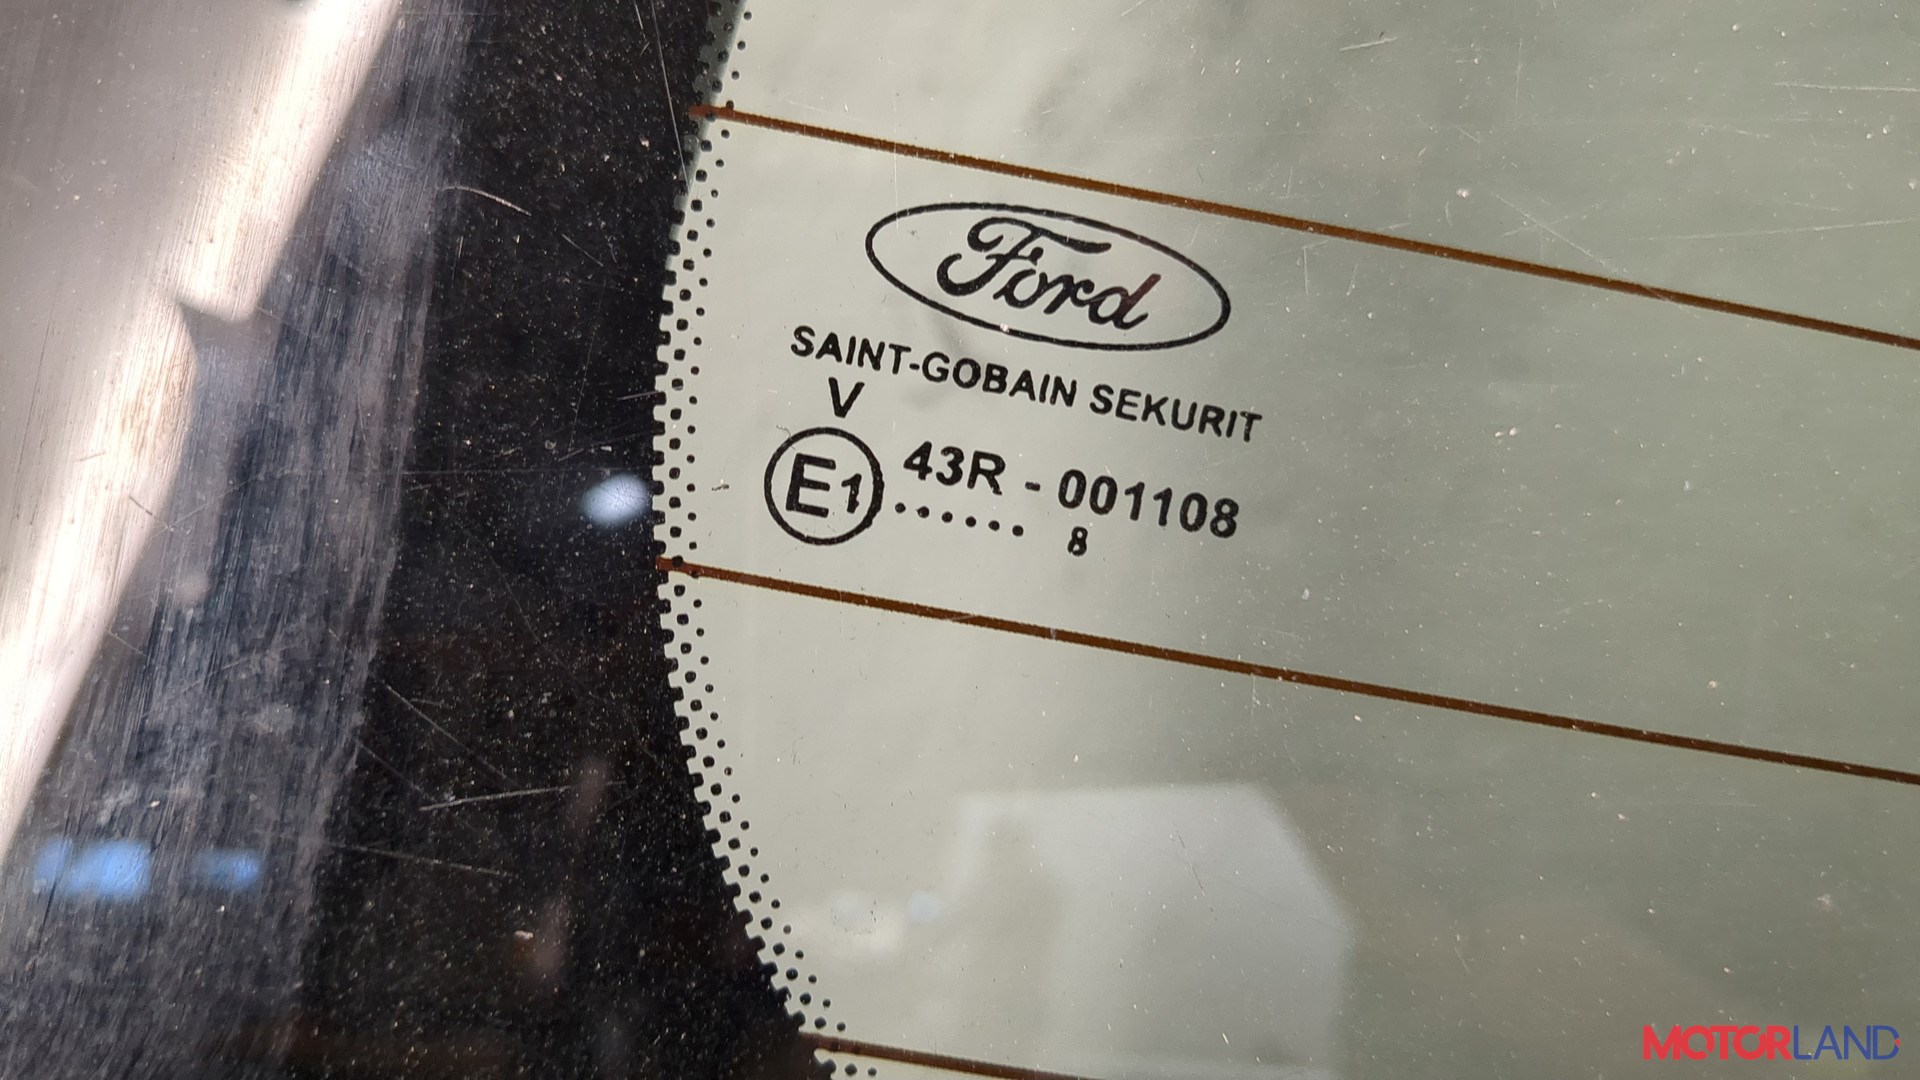 Ford
SAINT-GOBAIN SEKURIT
V
E1 43R - 001108
...... 8
MOTORLAND